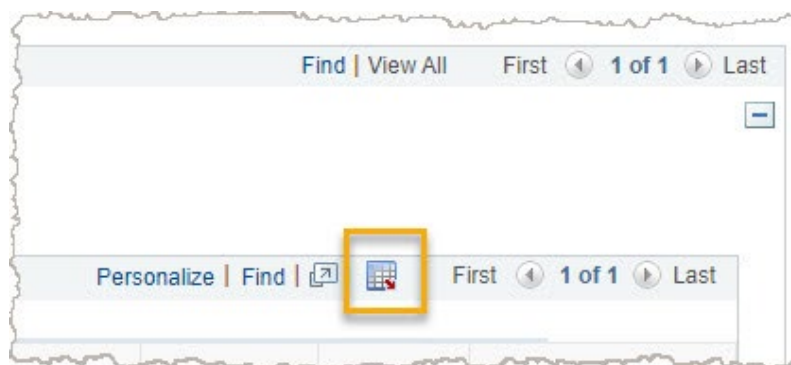 Find | View All First 1 of 1 Last
Personalize | Find | First 1 of 1 Last